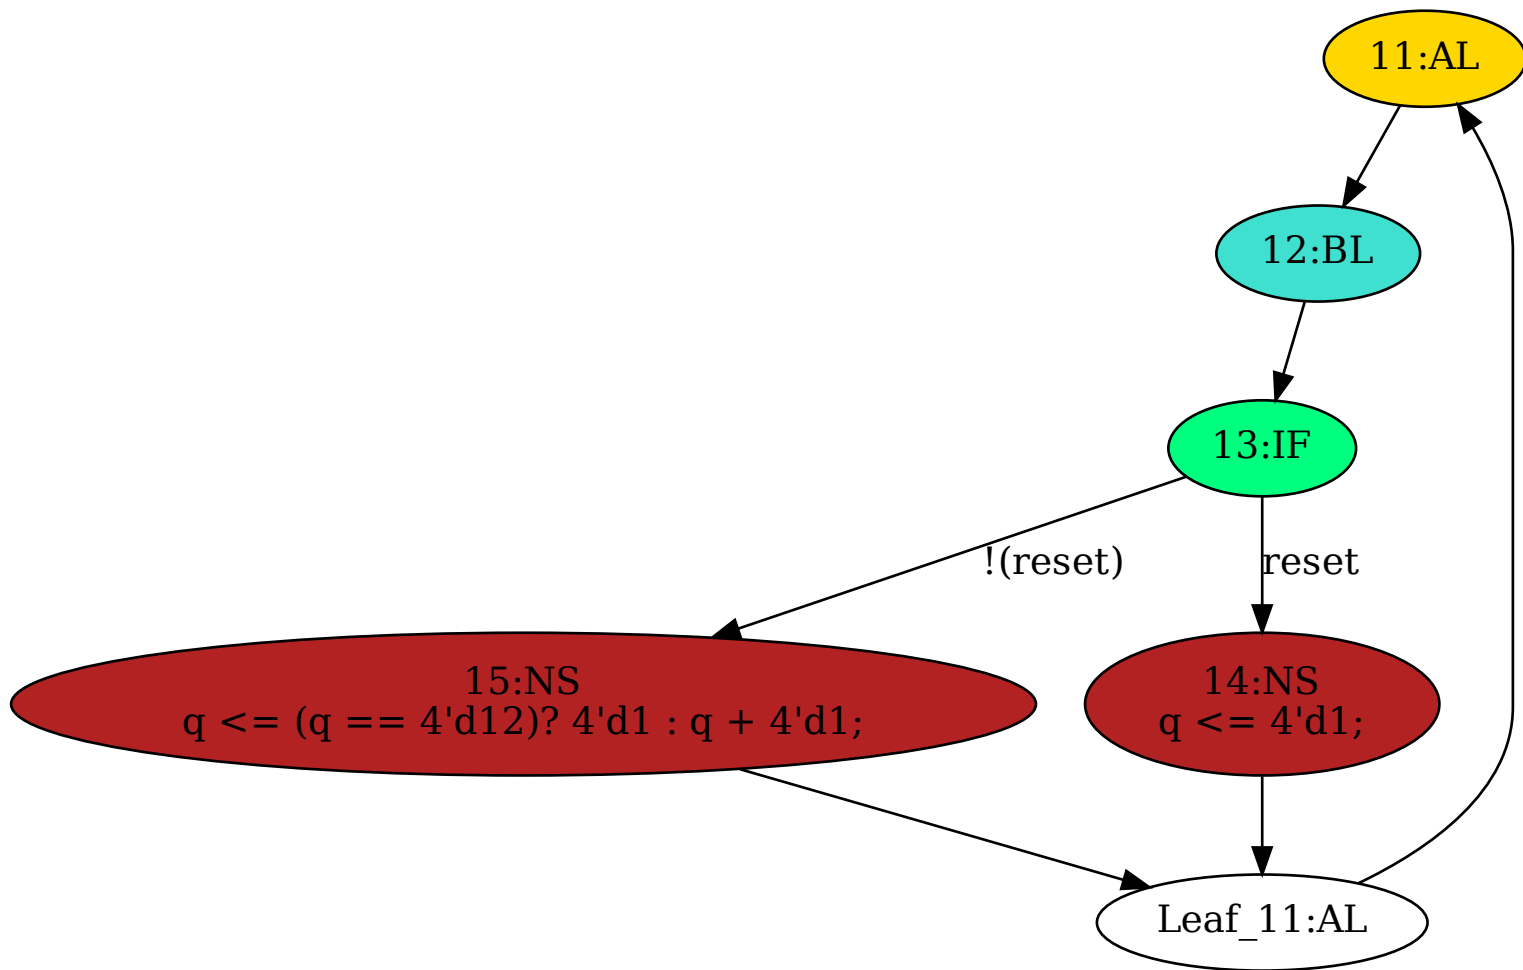 11:AL
12:BL
13:IF
!(reset)
reset
15:NS
q <= (q == 4'd12)? 4'd1 : q + 4'd1;
14:NS
q <= 4'd1;
Leaf_11:AL